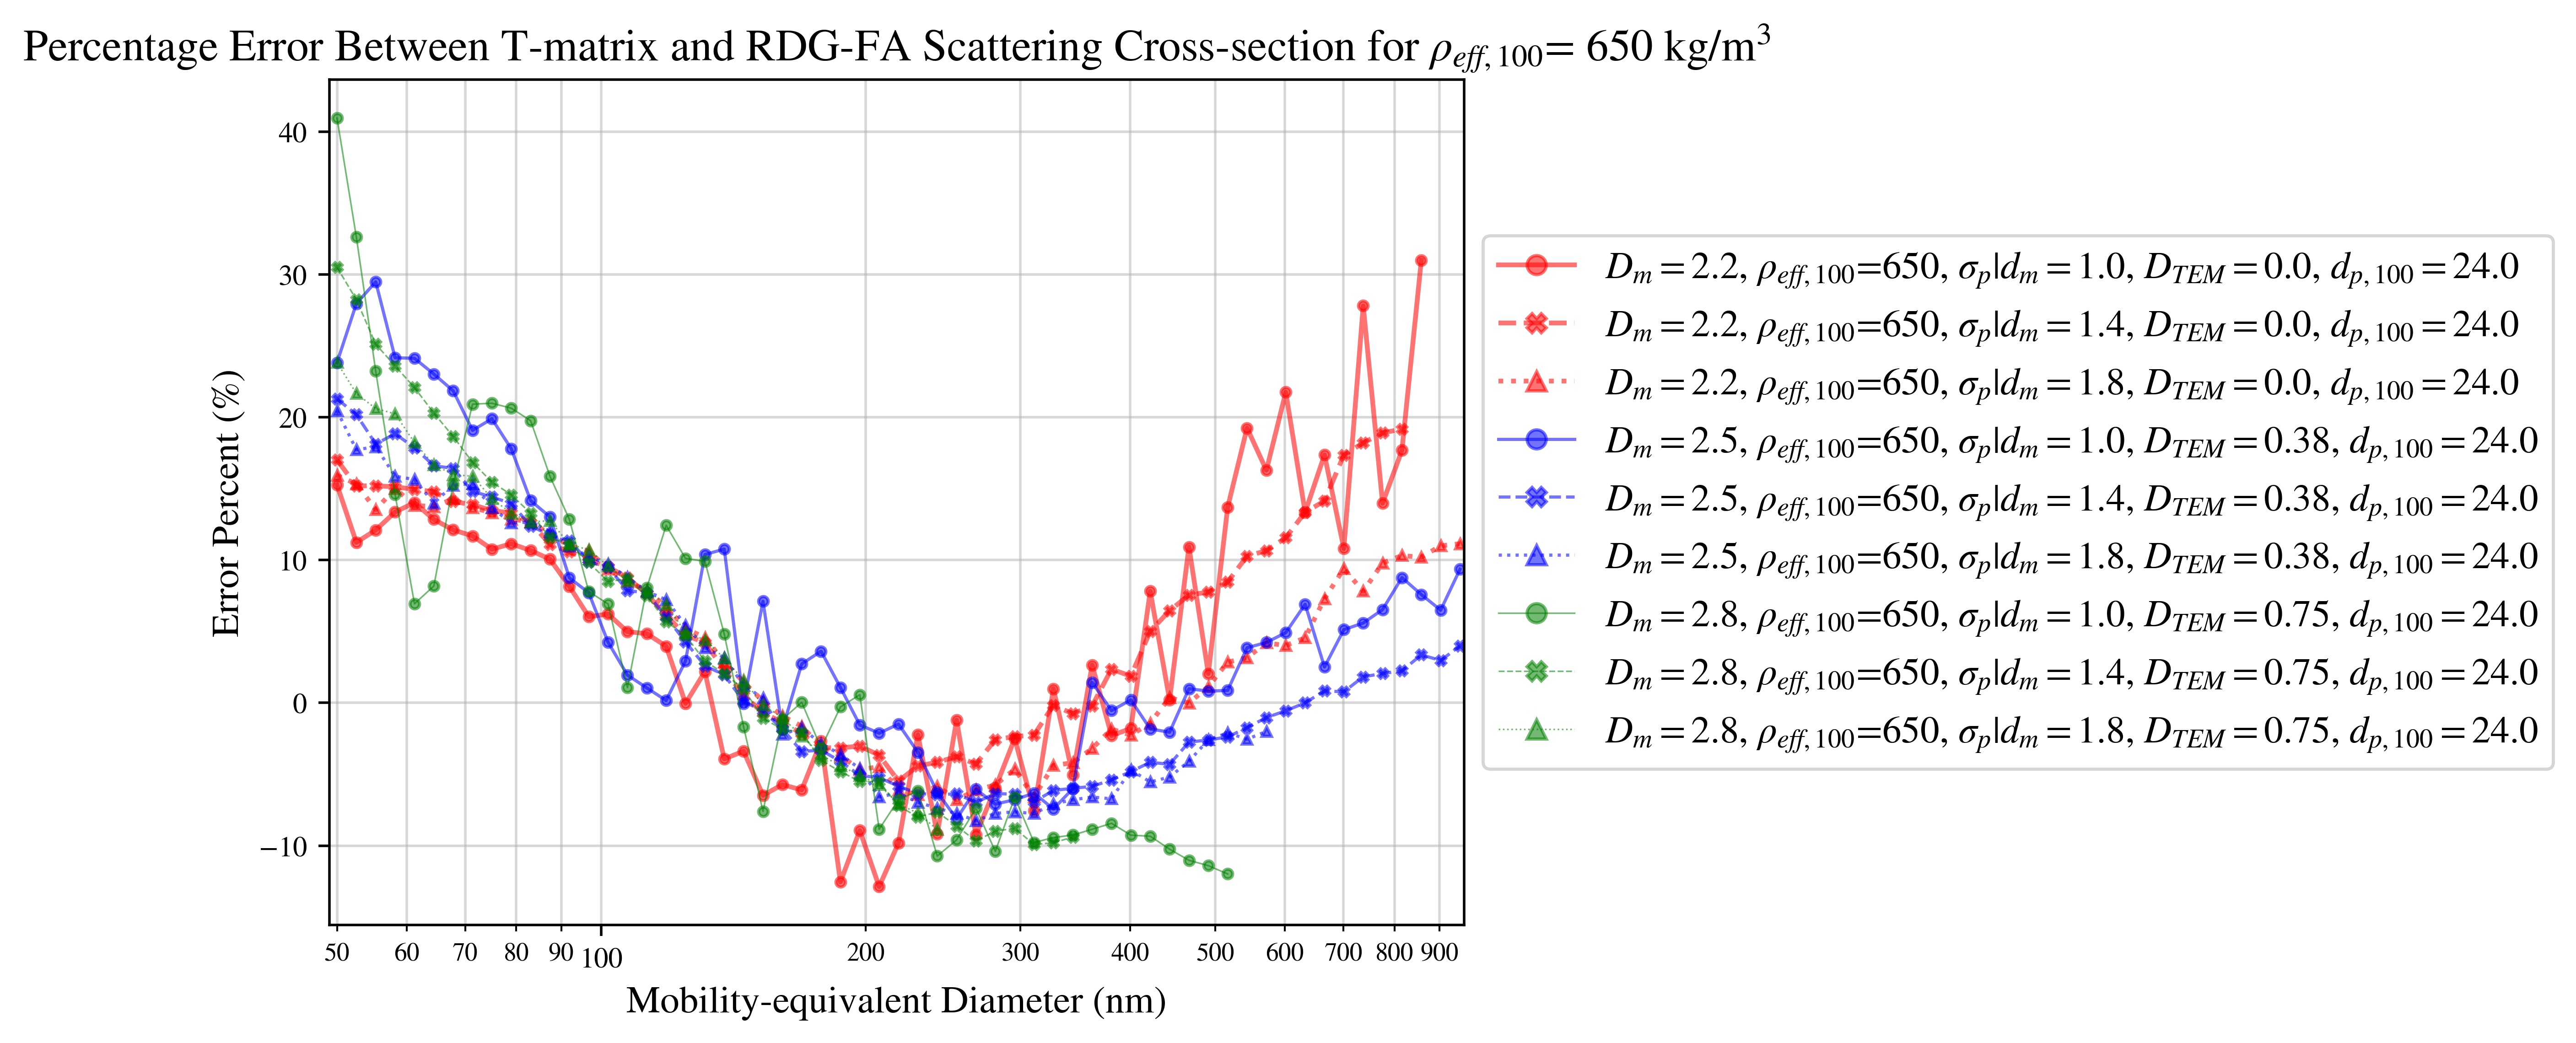 Percentage Error Between T-matrix and RDG-FA Scattering Cross-section for ρeff,100= 650 kg/m³
Error Percent (%)
40
30
20
10
0
−10
50 60 70 80 90 100 200 300 400 500 600 700 800 900
Mobility-equivalent Diameter (nm)
Dm = 2.2, ρeff,100=650, σp|dm = 1.0, DTEM = 0.0, dp,100 = 24.0
Dm = 2.2, ρeff,100=650, σp|dm = 1.4, DTEM = 0.0, dp,100 = 24.0
Dm = 2.2, ρeff,100=650, σp|dm = 1.8, DTEM = 0.0, dp,100 = 24.0
Dm = 2.5, ρeff,100=650, σp|dm = 1.0, DTEM = 0.38, dp,100 = 24.0
Dm = 2.5, ρeff,100=650, σp|dm = 1.4, DTEM = 0.38, dp,100 = 24.0
Dm = 2.5, ρeff,100=650, σp|dm = 1.8, DTEM = 0.38, dp,100 = 24.0
Dm = 2.8, ρeff,100=650, σp|dm = 1.0, DTEM = 0.75, dp,100 = 24.0
Dm = 2.8, ρeff,100=650, σp|dm = 1.4, DTEM = 0.75, dp,100 = 24.0
Dm = 2.8, ρeff,100=650, σp|dm = 1.8, DTEM = 0.75, dp,100 = 24.0